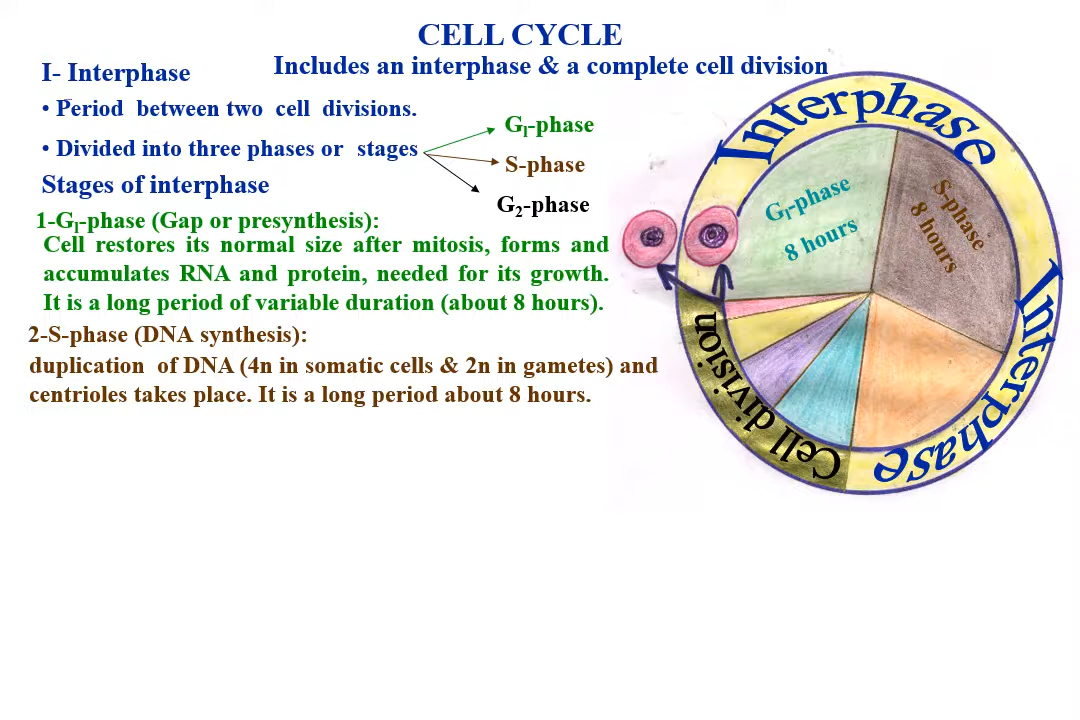 CELL CYCLE
Includes an interphase & a complete cell division
I- Interphase
• Period between two cell divisions.
• Divided into three phases or stages
G1-phase
S-phase
G2-phase
Stages of interphase
1-G1-phase (Gap or presynthesis):
Cell restores its normal size after mitosis, forms and
accumulates RNA and protein, needed for its growth.
It is a long period of variable duration (about 8 hours).
2-S-phase (DNA synthesis):
duplication of DNA (4n in somatic cells & 2n in gametes) and
centrioles takes place. It is a long period about 8 hours.
Interphase
G1-phase
8 hours
S-phase
8 hours
Interphase
Cell division